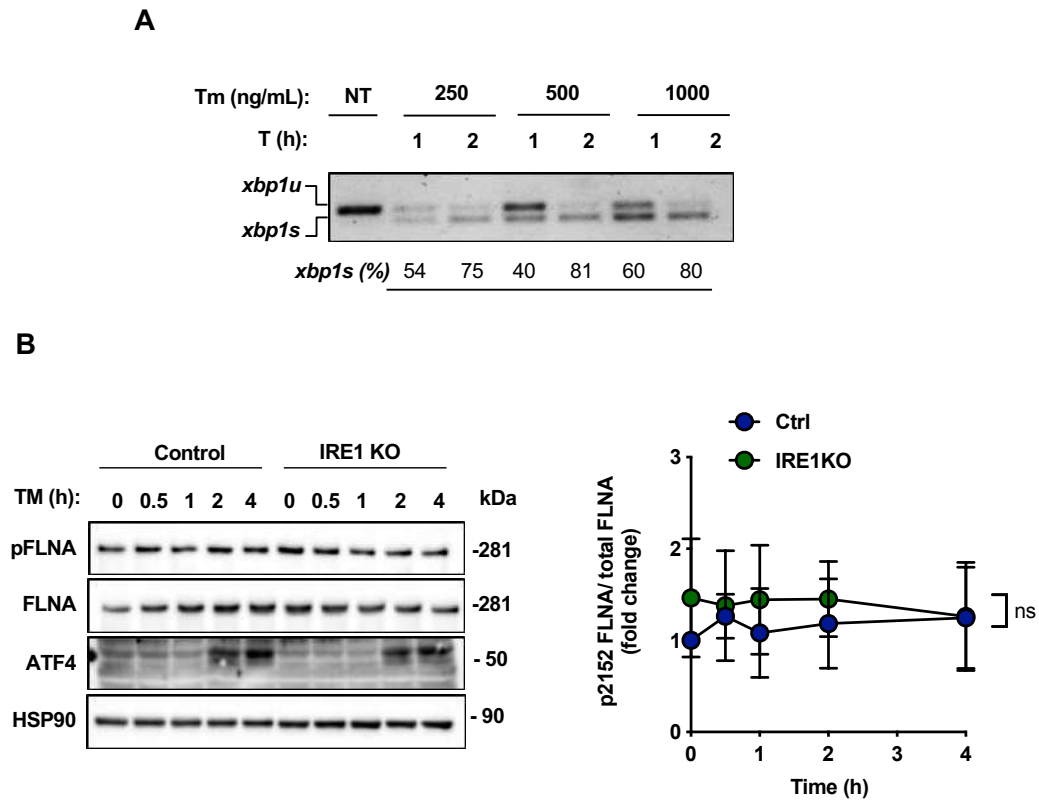 A
Tm (ng/mL): NT 250 500 1000
T (h): 1 2 1 2 1 2
xbp1u
xbp1s
xbp1s (%) 54 75 40 81 60 80
B
Control IRE1 KO
TM (h): 0 0.5 1 2 4 0 0.5 1 2 4 kDa
pFLNA -281
FLNA -281
ATF4 - 50
HSP90 - 90
Ctrl
IRE1KO
p2152 FLNA/ total FLNA
(fold change)
3
2
1
0
0 1 2 3 4
Time (h)
ns